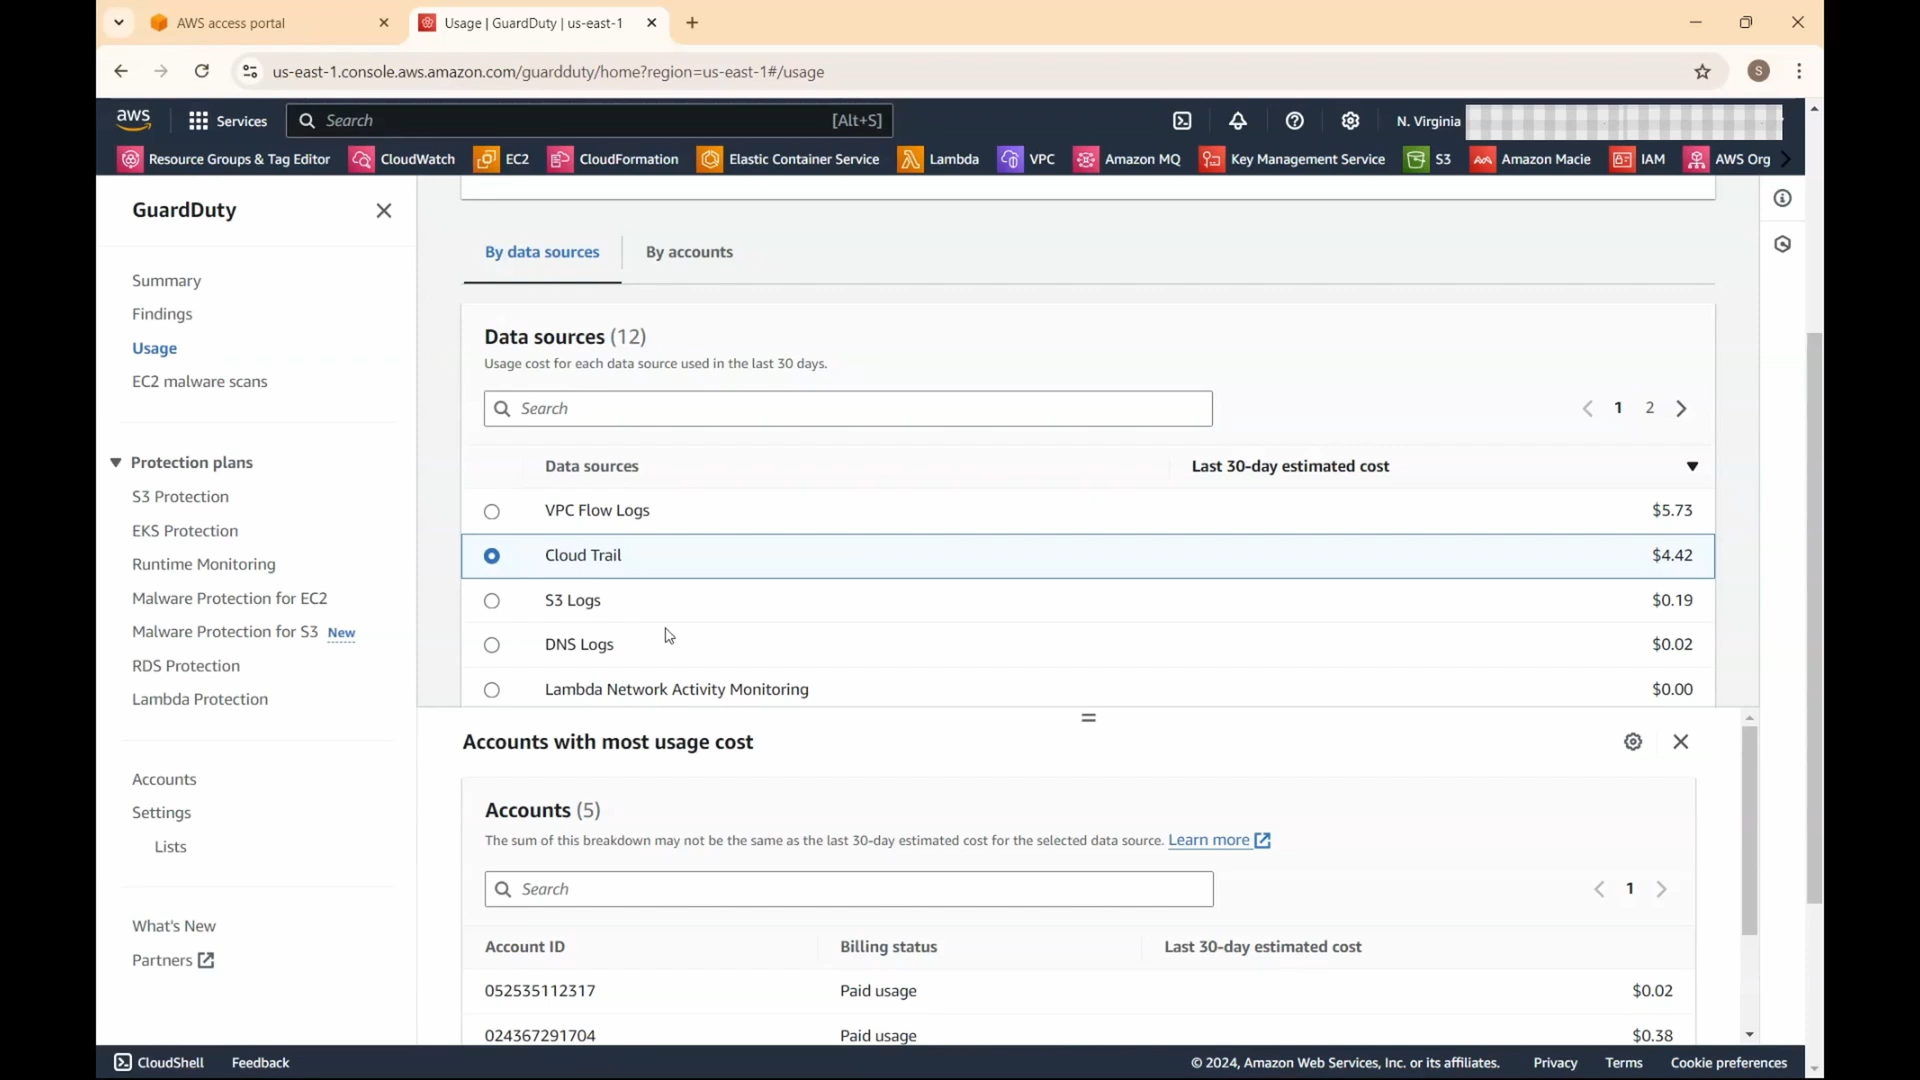 AWS access portal
Usage | GuardDuty | us-east-1
us-east-1.console.aws.amazon.com/guardduty/home?region=us-east-1#/usage
S
aws
Services
Search
[Alt+S]
N. Virginia
Resource Groups & Tag Editor
CloudWatch
EC2
CloudFormation
Elastic Container Service
Lambda
VPC
Amazon MQ
Key Management Service
S3
Amazon Macie
IAM
AWS Org
GuardDuty
Summary
Findings
Usage
EC2 malware scans
Protection plans
S3 Protection
EKS Protection
Runtime Monitoring
Malware Protection for EC2
Malware Protection for S3 New
RDS Protection
Lambda Protection
Accounts
Settings
Lists
What's New
Partners
By data sources
By accounts
Data sources (12)
Usage cost for each data source used in the last 30 days.
Search
1 2
Data sources
Last 30-day estimated cost
VPC Flow Logs $5.73
Cloud Trail $4.42
S3 Logs $0.19
DNS Logs $0.02
Lambda Network Activity Monitoring $0.00
Accounts with most usage cost
Accounts (5)
The sum of this breakdown may not be the same as the last 30-day estimated cost for the selected data source. Learn more
Search
1
Account ID Billing status Last 30-day estimated cost
052535112317 Paid usage $0.02
024367291704 Paid usage $0.38
CloudShell
Feedback
© 2024, Amazon Web Services, Inc. or its affiliates.
Privacy
Terms
Cookie preferences